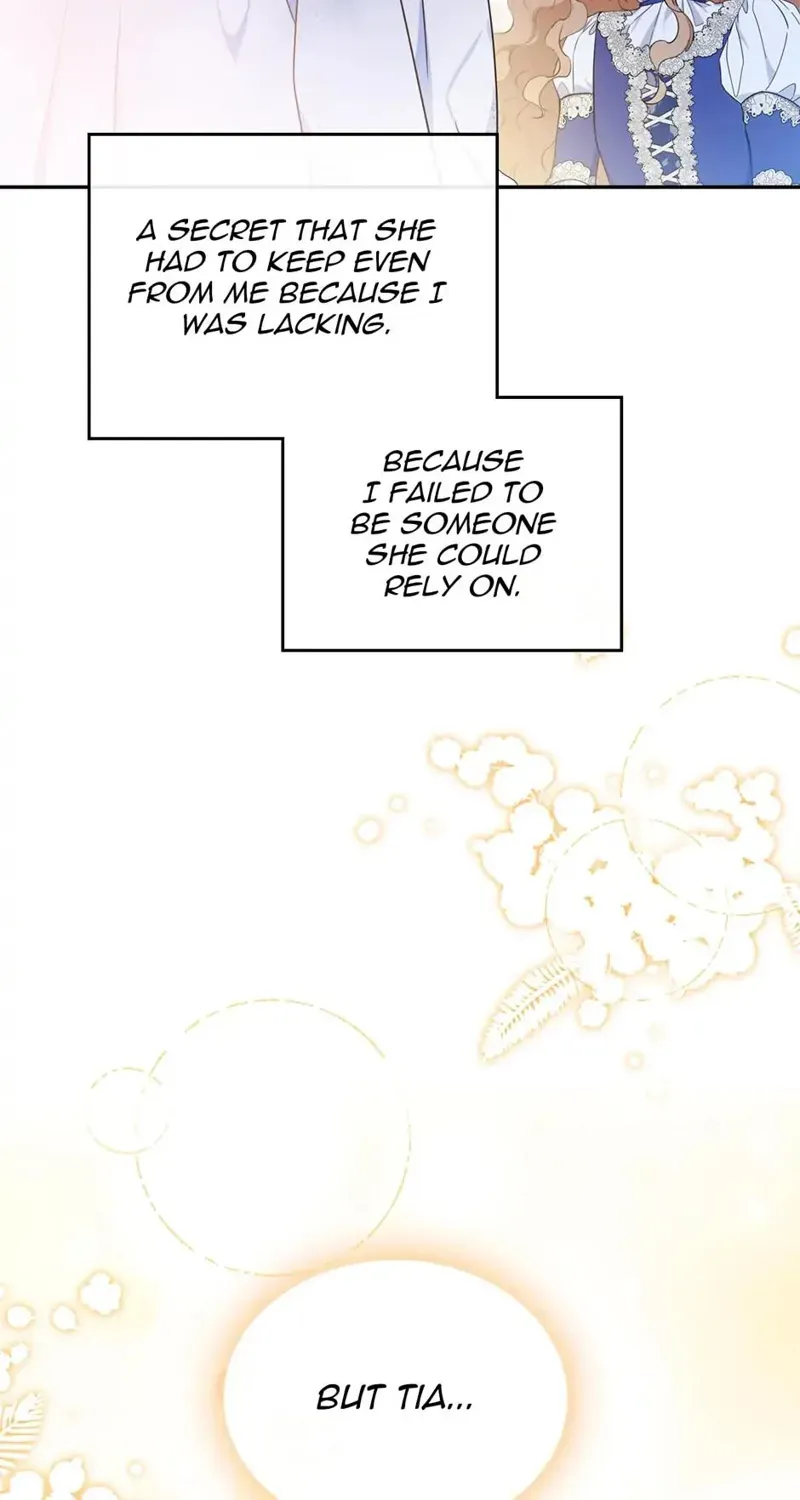 A SECRET THAT SHE
HAD TO KEEP EVEN
FROM ME BECAUSE I
WAS LACKING.
BECAUSE
I FAILED TO
BE SOMEONE
SHE COULD
RELY ON.
BUT TIA...